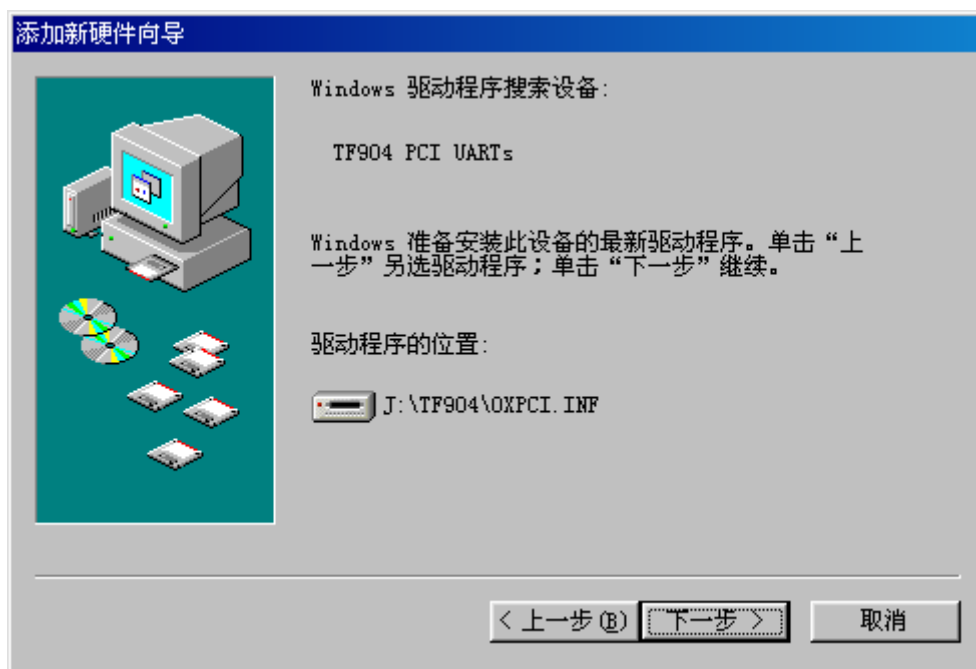 添加新硬件向导
Windows 驱动程序搜索设备:
TF904 PCI UARTs
Windows 准备安装此设备的最新驱动程序。单击“上
一步”另选驱动程序；单击“下一步”继续。
驱动程序的位置:
J:\TF904\OXPCI.INF
< 上一步(B) 下一步 > 取消